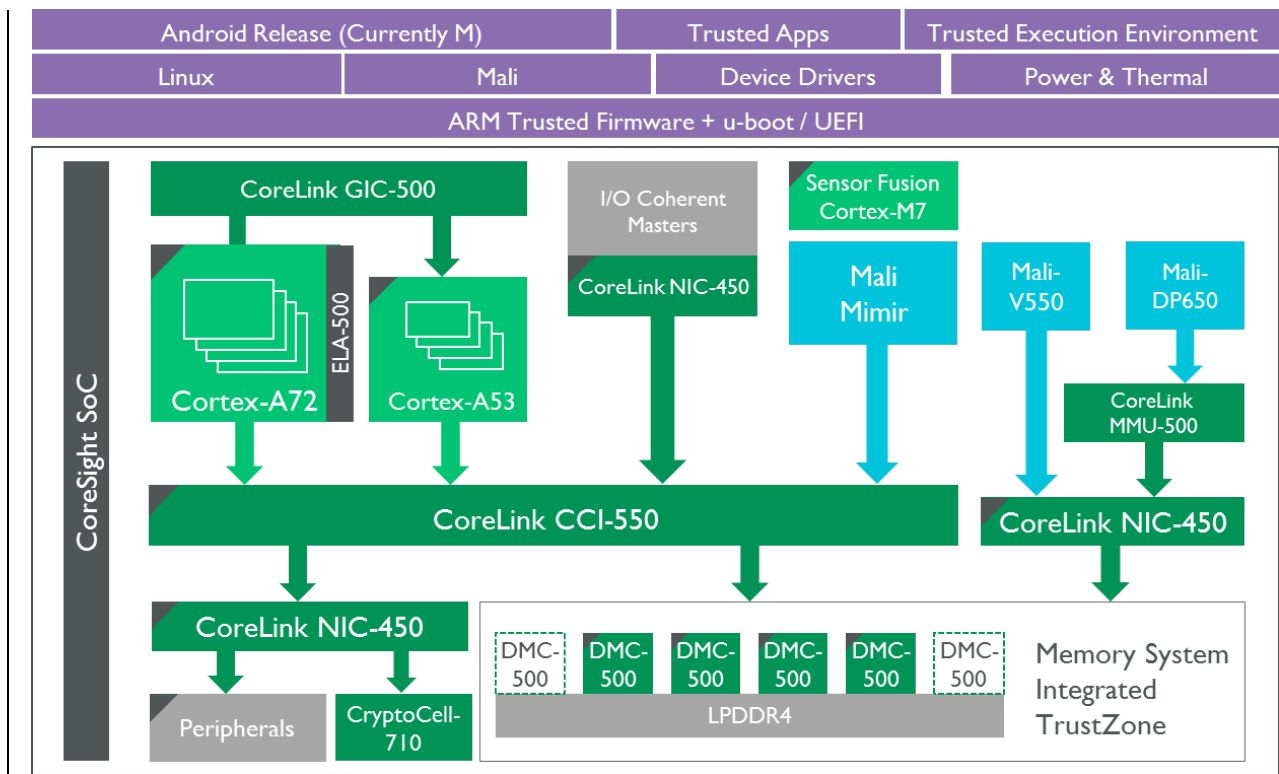 Android Release (Currently M)
Trusted Apps
Trusted Execution Environment
Linux
Mali
Device Drivers
Power & Thermal
ARM Trusted Firmware + u-boot / UEFI
CoreSight SoC
CoreLink GIC-500
I/O Coherent
Masters
CoreLink NIC-450
Sensor Fusion
Cortex-M7
Cortex-A72
ELA-500
Cortex-A53
Mali
Mimir
Mali-
V550
Mali-
DP650
CoreLink
MMU-500
CoreLink CCI-550
CoreLink NIC-450
CoreLink NIC-450
Peripherals
CryptoCell-
710
DMC-
500
DMC-
500
DMC-
500
DMC-
500
DMC-
500
DMC-
500
LPDDR4
Memory System
Integrated
TrustZone